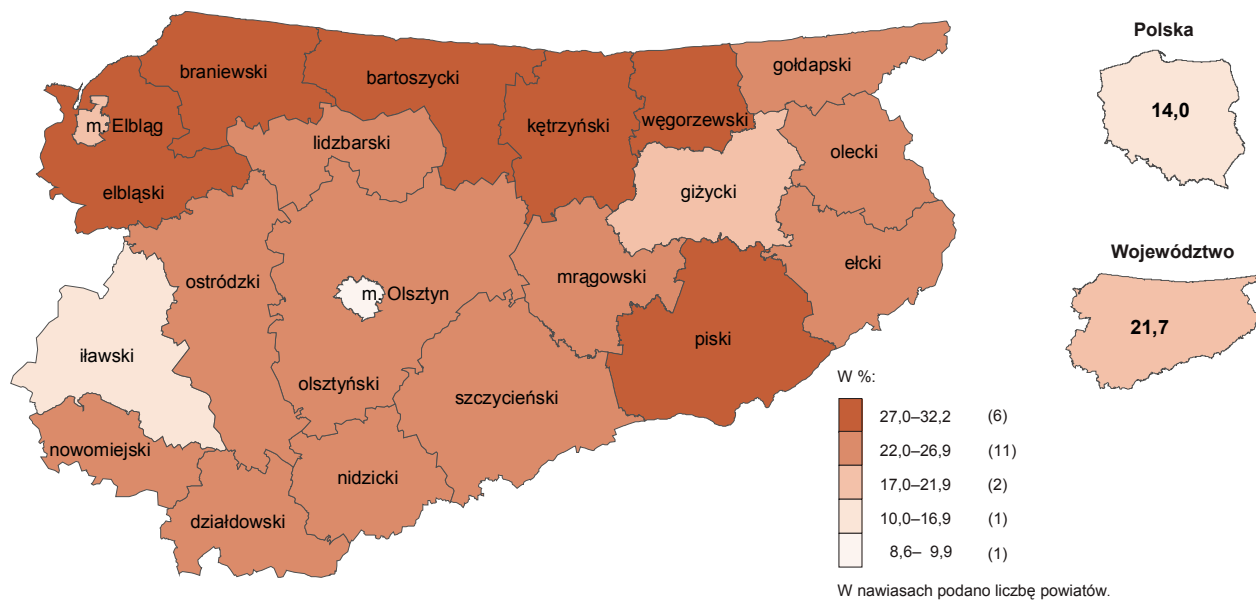 braniewski
bartoszycki
gołdapski
m. Elbląg
kętrzyński
węgorzewski
lidzbarski
olecki
elbląski
giżycki
ostródzki
mrągowski
ełcki
m. Olsztyn
iławski
piski
olsztyński
szczycieński
nowomiejski
nidzicki
działdowski
Polska
14,0
Województwo
21,7
W %:
27,0–32,2 (6)
22,0–26,9 (11)
17,0–21,9 (2)
10,0–16,9 (1)
8,6– 9,9 (1)
W nawiasach podano liczbę powiatów.